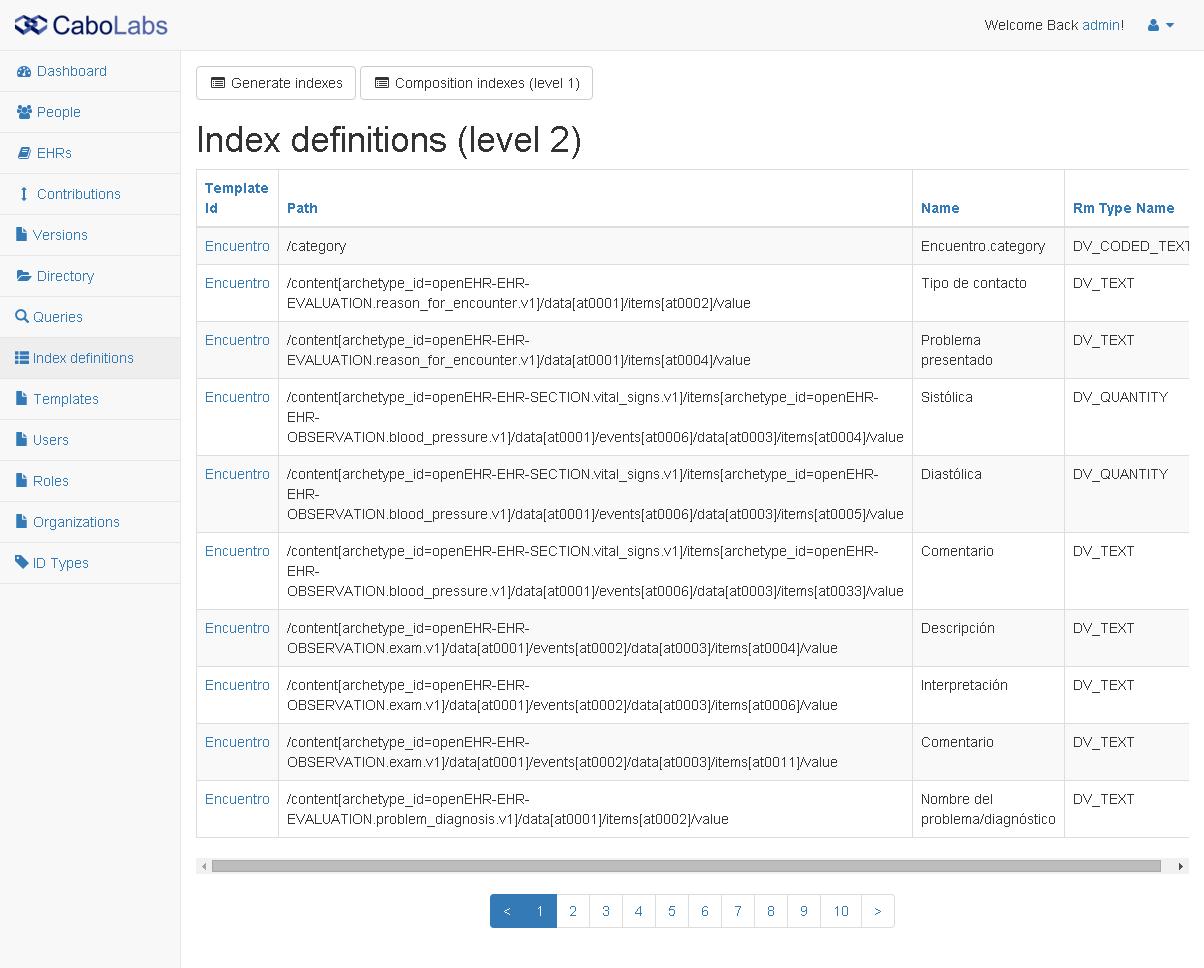 CaboLabs
Welcome Back admin!
Dashboard
People
EHRs
Contributions
Versions
Directory
Queries
Index definitions
Templates
Users
Roles
Organizations
ID Types
Generate indexes
Composition indexes (level 1)
Index definitions (level 2)
Template
Id
Path
Name
Rm Type Name
Encuentro
/category
Encuentro.category
DV_CODED_TEXT
Encuentro
/content[archetype_id=openEHR-EHR-
EVALUATION.reason_for_encounter.v1]/data[at0001]/items[at0002]/value
Tipo de contacto
DV_TEXT
Encuentro
/content[archetype_id=openEHR-EHR-
EVALUATION.reason_for_encounter.v1]/data[at0001]/items[at0004]/value
Problema
presentado
DV_TEXT
Encuentro
/content[archetype_id=openEHR-EHR-SECTION.vital_signs.v1]/items[archetype_id=openEHR-
EHR-
OBSERVATION.blood_pressure.v1]/data[at0001]/events[at0006]/data[at0003]/items[at0004]/value
Sistólica
DV_QUANTITY
Encuentro
/content[archetype_id=openEHR-EHR-SECTION.vital_signs.v1]/items[archetype_id=openEHR-
EHR-
OBSERVATION.blood_pressure.v1]/data[at0001]/events[at0006]/data[at0003]/items[at0005]/value
Diastólica
DV_QUANTITY
Encuentro
/content[archetype_id=openEHR-EHR-SECTION.vital_signs.v1]/items[archetype_id=openEHR-
EHR-
OBSERVATION.blood_pressure.v1]/data[at0001]/events[at0006]/data[at0003]/items[at0033]/value
Comentario
DV_TEXT
Encuentro
/content[archetype_id=openEHR-EHR-
OBSERVATION.exam.v1]/data[at0001]/events[at0002]/data[at0003]/items[at0004]/value
Descripción
DV_TEXT
Encuentro
/content[archetype_id=openEHR-EHR-
OBSERVATION.exam.v1]/data[at0001]/events[at0002]/data[at0003]/items[at0006]/value
Interpretación
DV_TEXT
Encuentro
/content[archetype_id=openEHR-EHR-
OBSERVATION.exam.v1]/data[at0001]/events[at0002]/data[at0003]/items[at0011]/value
Comentario
DV_TEXT
Encuentro
/content[archetype_id=openEHR-EHR-
EVALUATION.problem_diagnosis.v1]/data[at0001]/items[at0002]/value
Nombre del
problema/diagnóstico
DV_TEXT
< 1 2 3 4 5 6 7 8 9 10 >